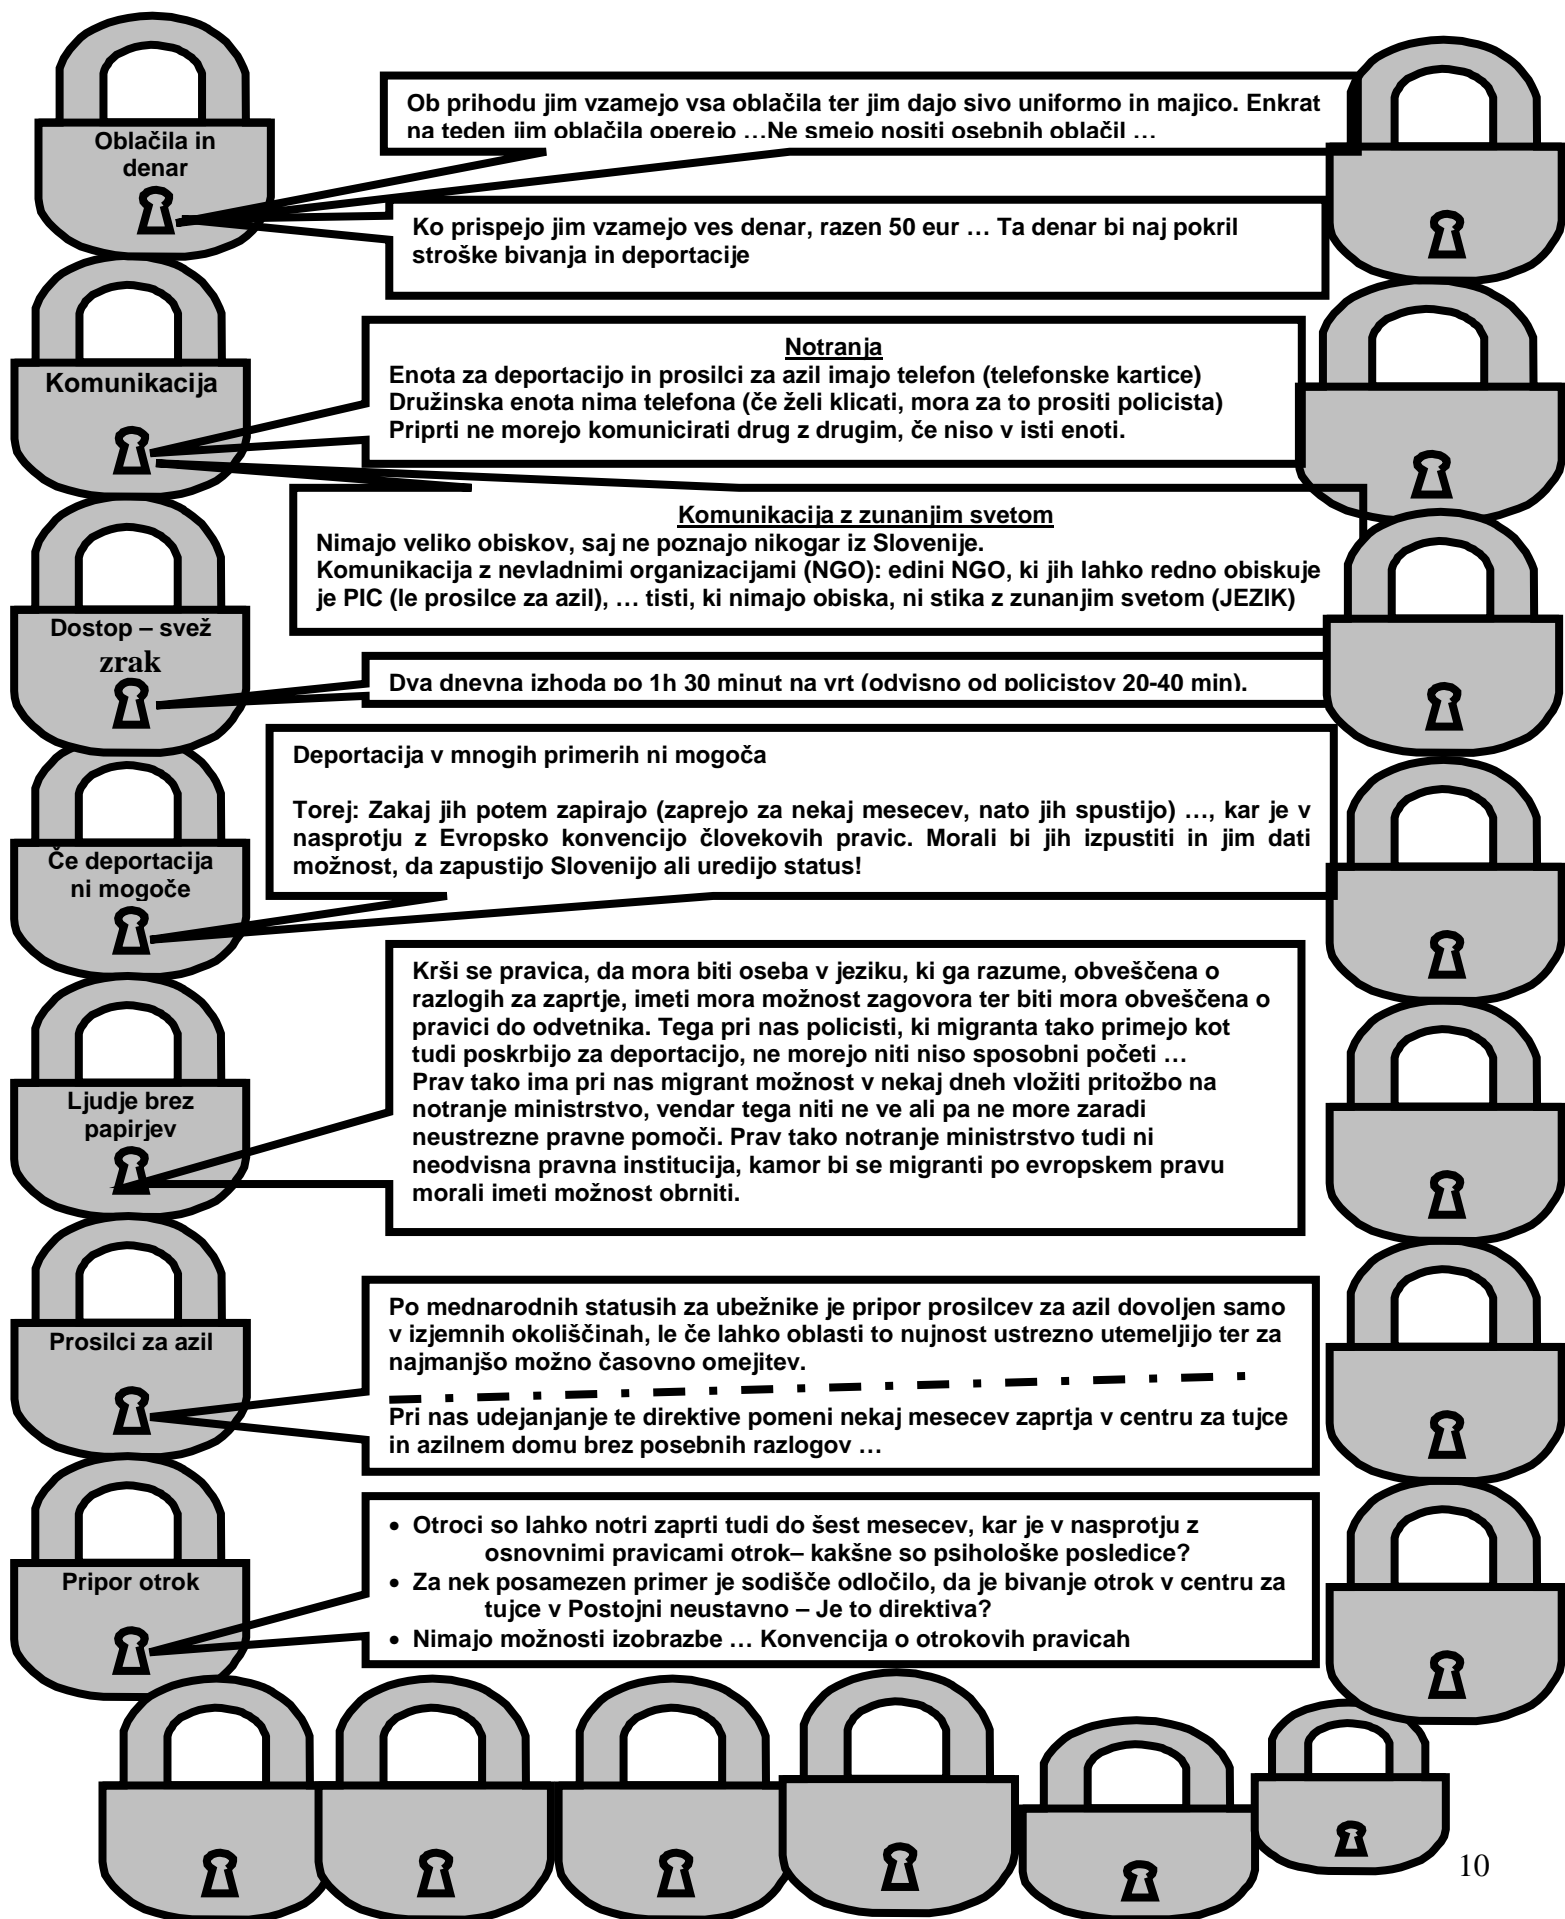 Oblačila in
denar
Ob prihodu jim vzamejo vsa oblačila ter jim dajo sivo uniformo in majico. Enkrat
na teden jim oblačila operejo …Ne smejo nositi osebnih oblačil …
Ko prispejo jim vzamejo ves denar, razen 50 eur … Ta denar bi naj pokril
stroške bivanja in deportacije
Komunikacija
Notranja
Enota za deportacijo in prosilci za azil imajo telefon (telefonske kartice)
Družinska enota nima telefona (če želi klicati, mora za to prositi policista)
Priprti ne morejo komunicirati drug z drugim, če niso v isti enoti.
Komunikacija z zunanjim svetom
Nimajo veliko obiskov, saj ne poznajo nikogar iz Slovenije.
Komunikacija z nevladnimi organizacijami (NGO): edini NGO, ki jih lahko redno obiskuje
je PIC (le prosilce za azil), … tisti, ki nimajo obiska, ni stika z zunanjim svetom (JEZIK)
Dostop – svež
zrak
Dva dnevna izhoda po 1h 30 minut na vrt (odvisno od policistov 20-40 min).
Če deportacija
ni mogoče
Deportacija v mnogih primerih ni mogoča
Torej: Zakaj jih potem zapirajo (zaprejo za nekaj mesecev, nato jih spustijo) …, kar je v
nasprotju z Evropsko konvencijo človekovih pravic. Morali bi jih izpustiti in jim dati
možnost, da zapustijo Slovenijo ali uredijo status!
Ljudje brez
papirjev
Krši se pravica, da mora biti oseba v jeziku, ki ga razume, obveščena o
razlogih za zaprtje, imeti mora možnost zagovora ter biti mora obveščena o
pravici do odvetnika. Tega pri nas policisti, ki migranta tako primejo kot
tudi poskrbijo za deportacijo, ne morejo niti niso sposobni početi …
Prav tako ima pri nas migrant možnost v nekaj dneh vložiti pritožbo na
notranje ministrstvo, vendar tega niti ne ve ali pa ne more zaradi
neustrezne pravne pomoči. Prav tako notranje ministrstvo tudi ni
neodvisna pravna institucija, kamor bi se migranti po evropskem pravu
morali imeti možnost obrniti.
Prosilci za azil
Po mednarodnih statusih za ubežnike je pripor prosilcev za azil dovoljen samo
v izjemnih okoliščinah, le če lahko oblasti to nujnost ustrezno utemeljijo ter za
najmanjšo možno časovno omejitev.
Pri nas udejanjanje te direktive pomeni nekaj mesecev zaprtja v centru za tujce
in azilnem domu brez posebnih razlogov …
Pripor otrok
• Otroci so lahko notri zaprti tudi do šest mesecev, kar je v nasprotju z
osnovnimi pravicami otrok– kakšne so psihološke posledice?
• Za nek posamezen primer je sodišče odločilo, da je bivanje otrok v centru za
tujce v Postojni neustavno – Je to direktiva?
• Nimajo možnosti izobrazbe … Konvencija o otrokovih pravicah
10